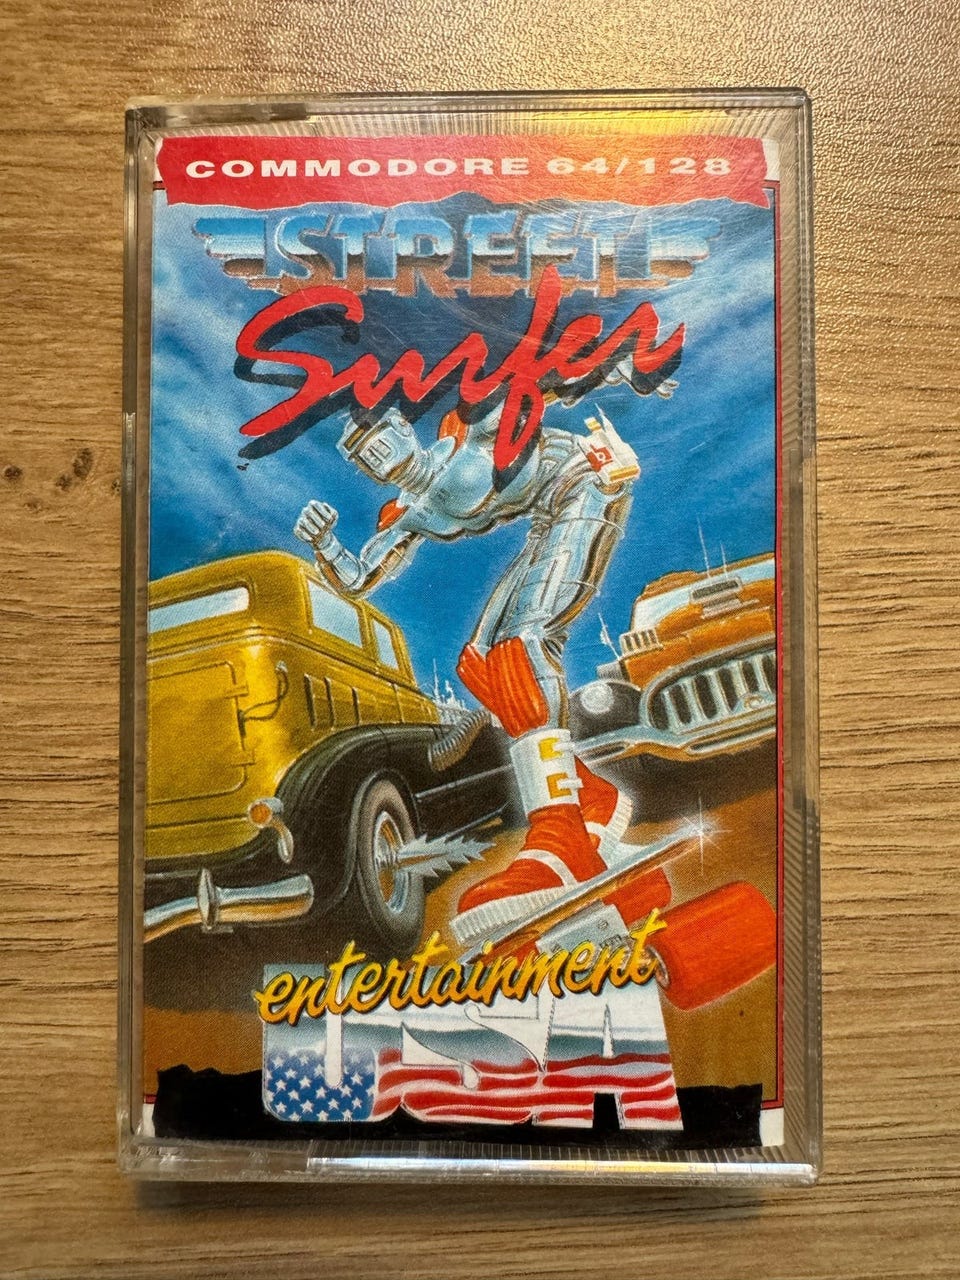 COMMODORE 64/128
STREET
Surfer
entertainment
USA